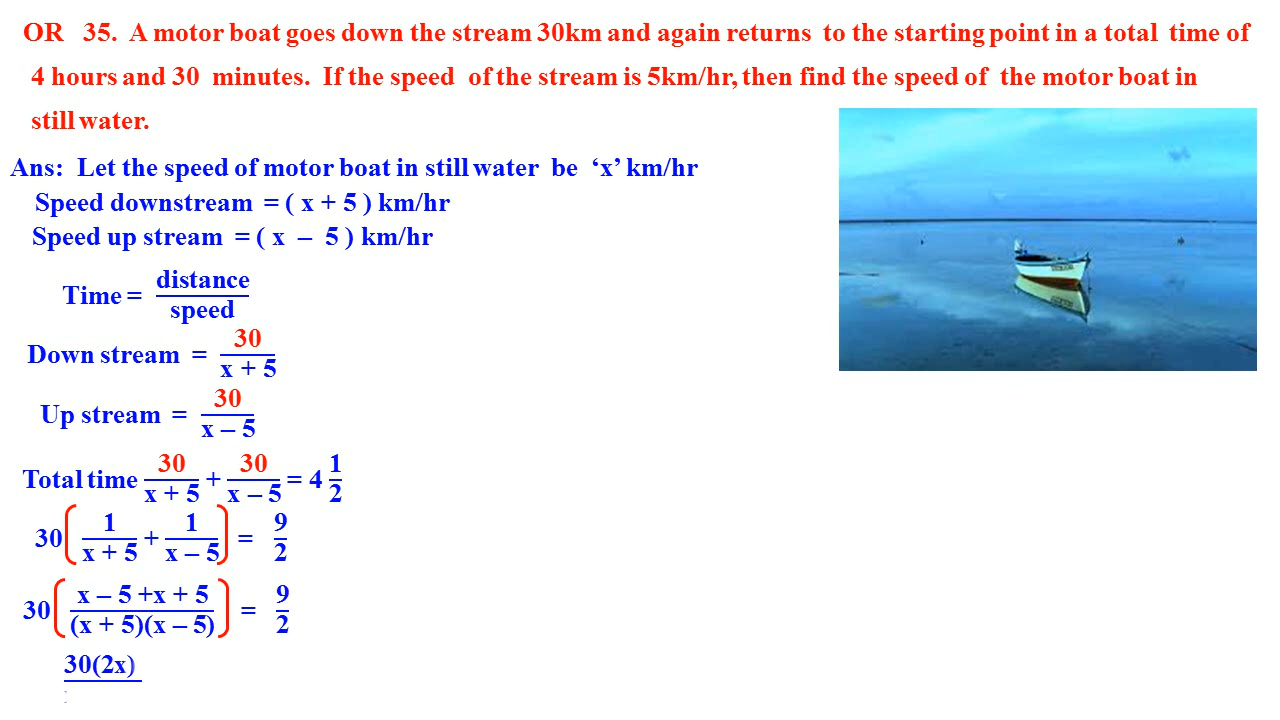 OR 35. A motor boat goes down the stream 30km and again returns to the starting point in a total time of
4 hours and 30 minutes. If the speed of the stream is 5km/hr, then find the speed of the motor boat in
still water.
Ans: Let the speed of motor boat in still water be ‘x’ km/hr
Speed downstream = ( x + 5 ) km/hr
Speed up stream = ( x – 5 ) km/hr
Time = distance / speed
Down stream = 30 / x + 5
Up stream = 30 / x – 5
Total time 30 / x + 5 + 30 / x – 5 = 4 1 / 2
30 ( 1 / x + 5 + 1 / x – 5 ) = 9 / 2
30 ( x – 5 +x + 5 / (x + 5)(x – 5) ) = 9 / 2
30(2x)